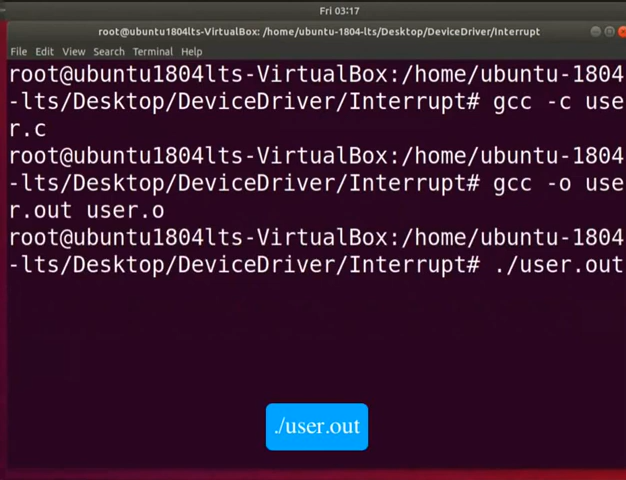 Fri 03:17
root@ubuntu1804lts-VirtualBox: /home/ubuntu-1804-lts/Desktop/DeviceDriver/Interrupt
File Edit View Search Terminal Help
root@ubuntu1804lts-VirtualBox:/home/ubuntu-1804
-lts/Desktop/DeviceDriver/Interrupt# gcc -c use
r.c
root@ubuntu1804lts-VirtualBox:/home/ubuntu-1804
-lts/Desktop/DeviceDriver/Interrupt# gcc -o use
r.out user.o
root@ubuntu1804lts-VirtualBox:/home/ubuntu-1804
-lts/Desktop/DeviceDriver/Interrupt# ./user.out
./user.out